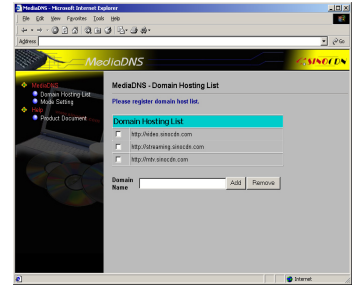 MediaDNS - Microsoft Internet Explorer
File Edit View Favorites Tools Help
Address
Go
MediaDNS
SINOCDN
MediaDNS
Domain Hosting List
Mode Setting
Help
Product Document
MediaDNS - Domain Hosting List
Please register domain host list.
Domain Hosting List
http://video.sinocdn.com
http://streaming.sinocdn.com
http://mtv.sinocdn.com
Domain Name
Add Remove
Internet